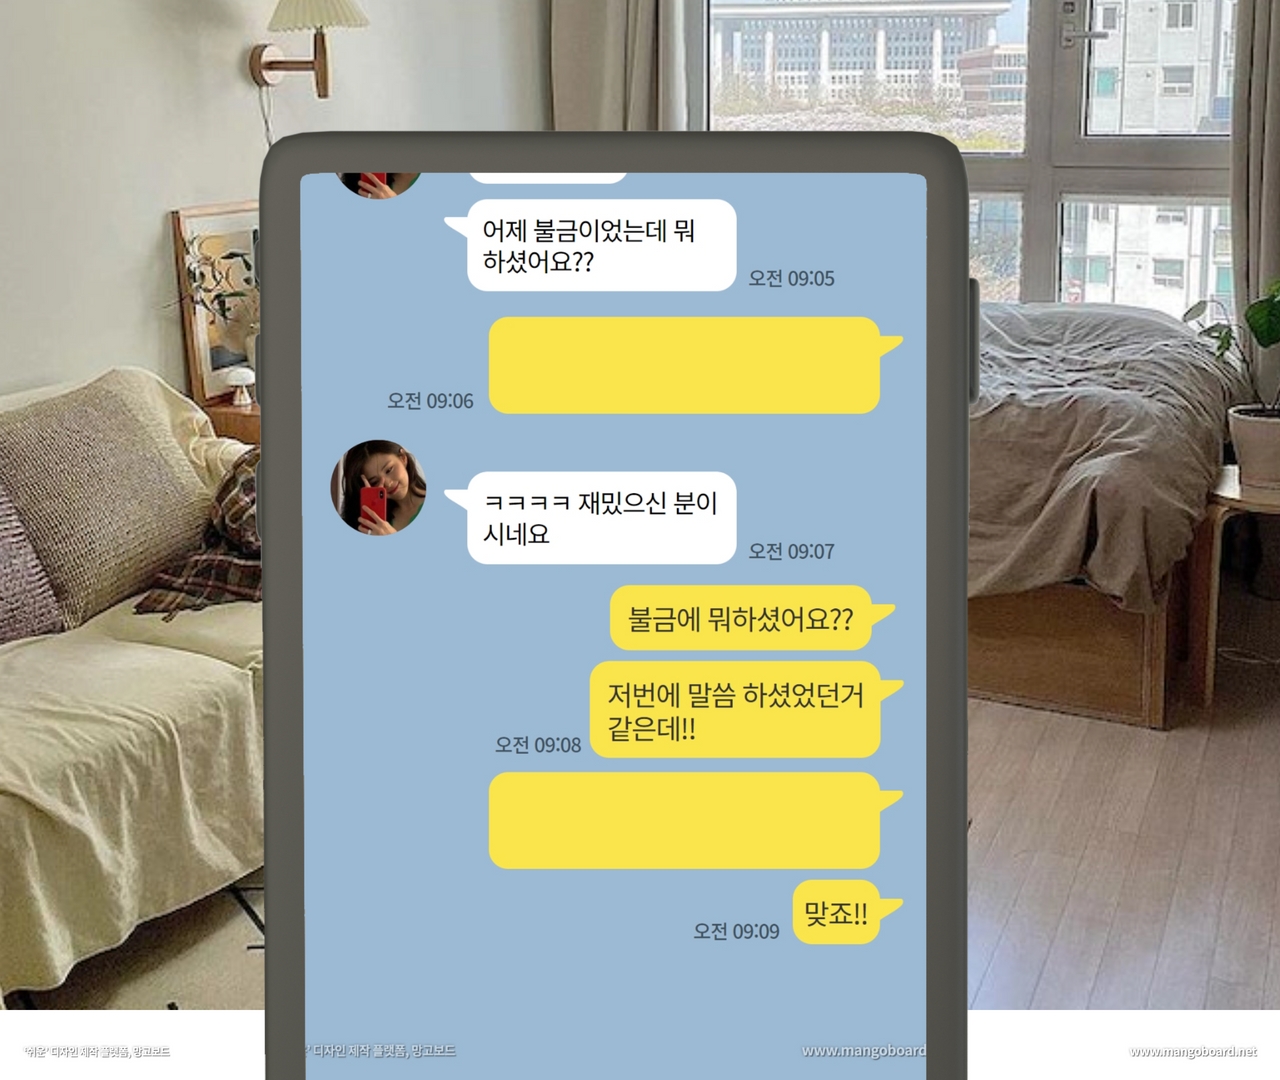 어제 불금이었는데 뭐
하셨어요??
오전 09:05
오전 09:06
ㅋㅋㅋㅋ 재밌으신 분이
시네요
오전 09:07
불금에 뭐하셨어요??
저번에 말씀 하셨었던거
같은데!!
오전 09:08
맞죠!!
오전 09:09
'쉬운' 디자인 제작 플랫폼, 망고보드
' 디자인 제작 플랫폼, 망고보드
www.mangoboard
www.mangoboard.net